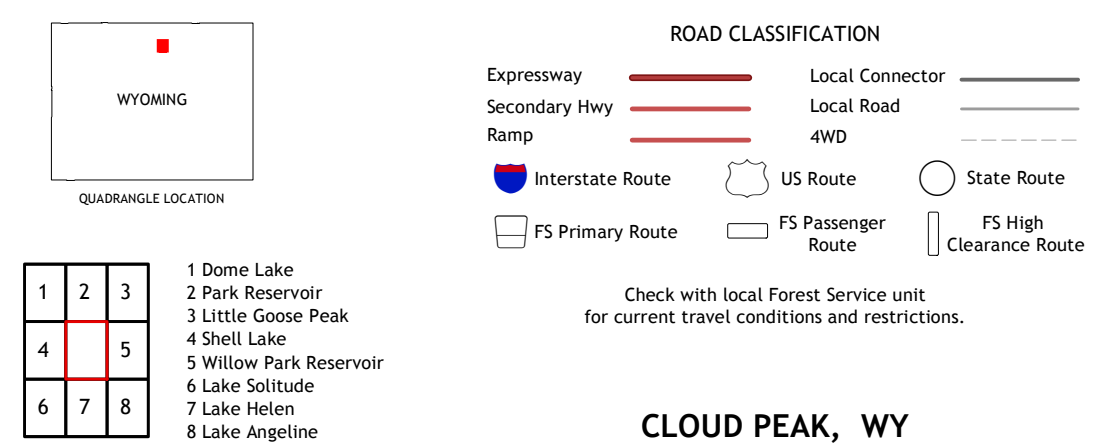 WYOMING
QUADRANGLE LOCATION
1 2 3
4 5
6 7 8
1 Dome Lake
2 Park Reservoir
3 Little Goose Peak
4 Shell Lake
5 Willow Park Reservoir
6 Lake Solitude
7 Lake Helen
8 Lake Angeline
ROAD CLASSIFICATION
Expressway
Local Connector
Secondary Hwy
Local Road
Ramp
4WD
Interstate Route
US Route
State Route
FS Primary Route
FS Passenger
Route
FS High
Clearance Route
Check with local Forest Service unit
for current travel conditions and restrictions.
CLOUD PEAK, WY